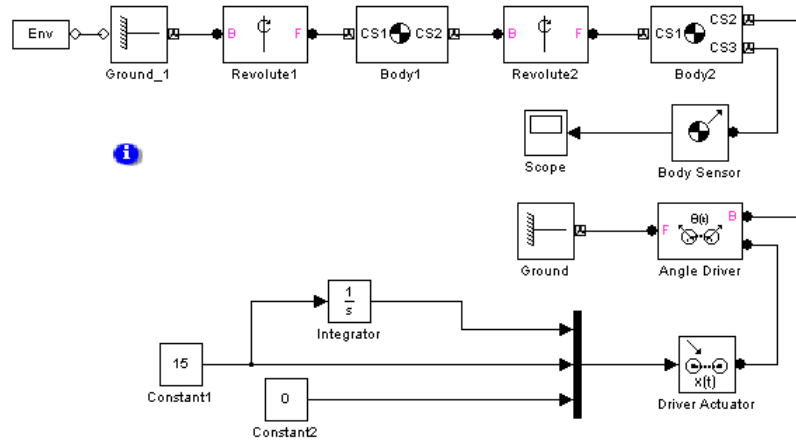 Env
Ground_1
B F
Revolute1
CS1 CS2
Body1
B F
Revolute2
CS1 CS2 CS3
Body2
i
Scope
Body Sensor
Ground
F θ(t) B
Angle Driver
1
s
Integrator
15
Constant1
0
Constant2
x(t)
Driver Actuator